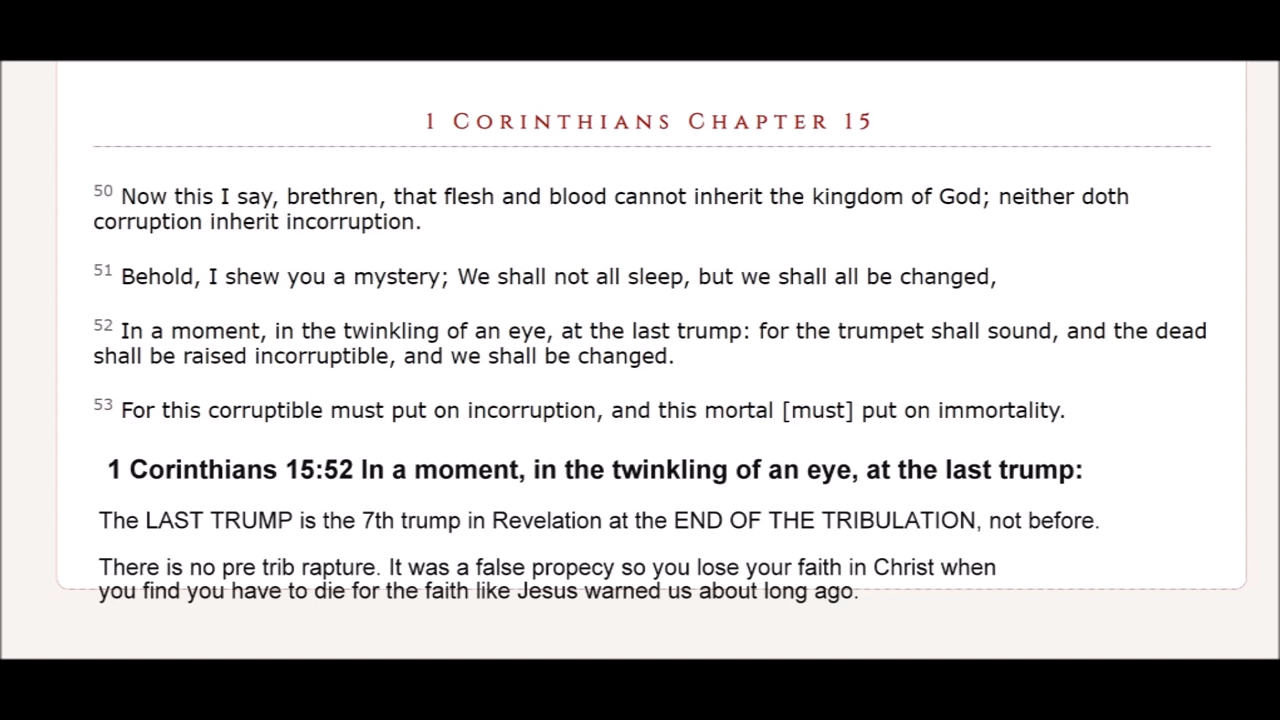 1 Corinthians Chapter 15
50 Now this I say, brethren, that flesh and blood cannot inherit the kingdom of God; neither doth
corruption inherit incorruption.
51 Behold, I shew you a mystery; We shall not all sleep, but we shall all be changed,
52 In a moment, in the twinkling of an eye, at the last trump: for the trumpet shall sound, and the dead
shall be raised incorruptible, and we shall be changed.
53 For this corruptible must put on incorruption, and this mortal [must] put on immortality.
1 Corinthians 15:52 In a moment, in the twinkling of an eye, at the last trump:
The LAST TRUMP is the 7th trump in Revelation at the END OF THE TRIBULATION, not before.
There is no pre trib rapture. It was a false propecy so you lose your faith in Christ when
you find you have to die for the faith like Jesus warned us about long ago.